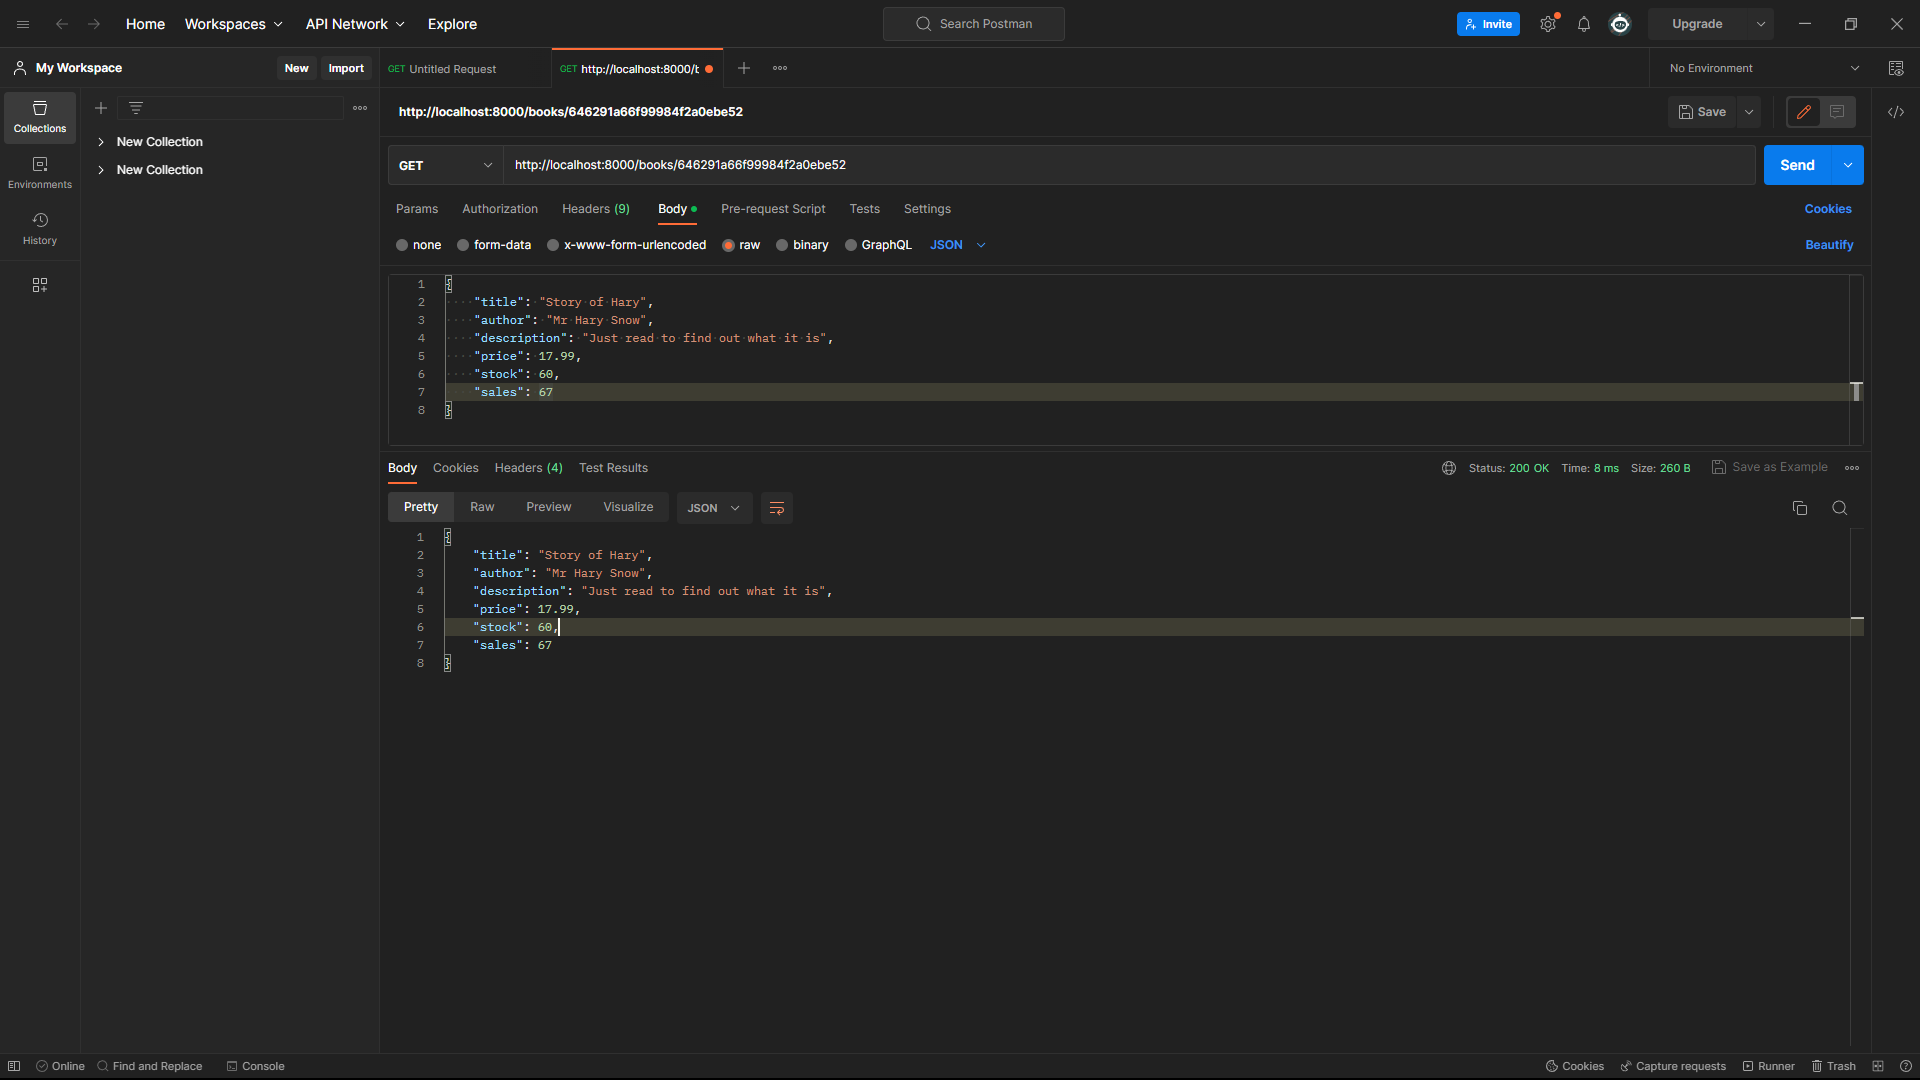 Home Workspaces API Network Explore Search Postman Invite Upgrade
My Workspace New Import GET Untitled Request GET http://localhost:8000/b No Environment
Collections
Environments
History
New Collection
New Collection
http://localhost:8000/books/646291a66f99984f2a0ebe52 Save
GET http://localhost:8000/books/646291a66f99984f2a0ebe52 Send
Params Authorization Headers (9) Body Pre-request Script Tests Settings Cookies
none form-data x-www-form-urlencoded raw binary GraphQL JSON Beautify
1 {
2 "title": "Story of Hary",
3 "author": "Mr Hary Snow",
4 "description": "Just read to find out what it is",
5 "price": 17.99,
6 "stock": 60,
7 "sales": 67
8 }
Body Cookies Headers (4) Test Results Status: 200 OK Time: 8 ms Size: 260 B Save as Example
Pretty Raw Preview Visualize JSON
1 {
2 "title": "Story of Hary",
3 "author": "Mr Hary Snow",
4 "description": "Just read to find out what it is",
5 "price": 17.99,
6 "stock": 60,
7 "sales": 67
8 }
Online Find and Replace Console Cookies Capture requests Runner Trash